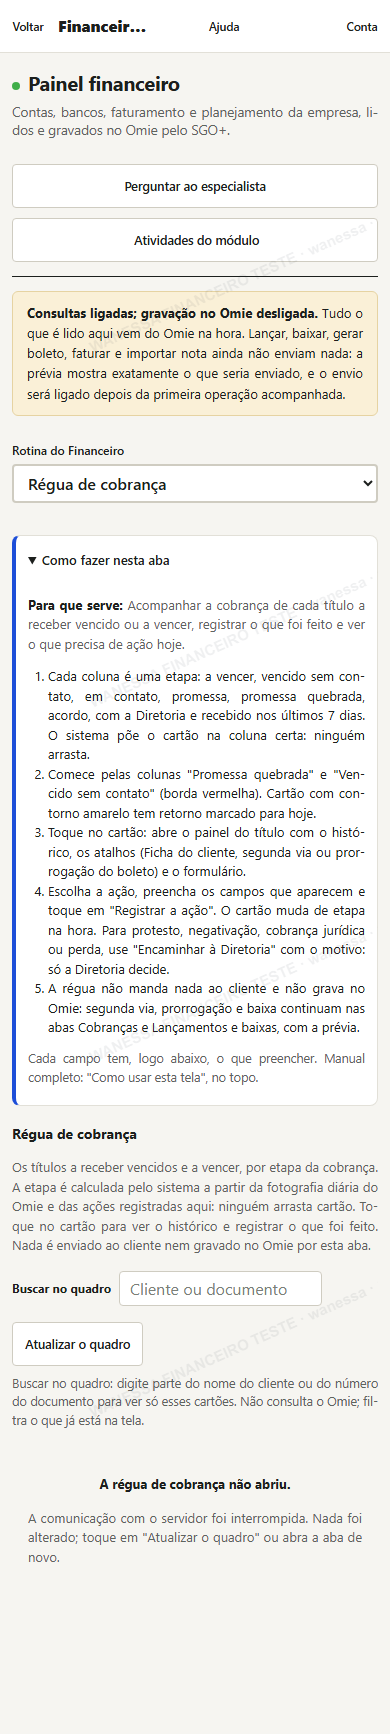 Voltar Financeir... Ajuda Conta
Painel financeiro
Contas, bancos, faturamento e planejamento da empresa, li-
dos e gravados no Omie pelo SGO+.
Perguntar ao especialista
Atividades do módulo
Consultas ligadas; gravação no Omie desligada. Tudo o
que é lido aqui vem do Omie na hora. Lançar, baixar, gerar
boleto, faturar e importar nota ainda não enviam nada: a
prévia mostra exatamente o que seria enviado, e o envio
será ligado depois da primeira operação acompanhada.
Rotina do Financeiro
Régua de cobrança
▼ Como fazer nesta aba
Para que serve: Acompanhar a cobrança de cada título a
receber vencido ou a vencer, registrar o que foi feito e ver
o que precisa de ação hoje.
1. Cada coluna é uma etapa: a vencer, vencido sem con-
tato, em contato, promessa, promessa quebrada,
acordo, com a Diretoria e recebido nos últimos 7 dias.
O sistema põe o cartão na coluna certa: ninguém
arrasta.
2. Comece pelas colunas "Promessa quebrada" e "Ven-
cido sem contato" (borda vermelha). Cartão com con-
torno amarelo tem retorno marcado para hoje.
3. Toque no cartão: abre o painel do título com o histó-
rico, os atalhos (Ficha do cliente, segunda via ou pror-
rogação do boleto) e o formulário.
4. Escolha a ação, preencha os campos que aparecem e
toque em "Registrar a ação". O cartão muda de etapa
na hora. Para protesto, negativação, cobrança jurídica
ou perda, use "Encaminhar à Diretoria" com o motivo:
só a Diretoria decide.
5. A régua não manda nada ao cliente e não grava no
Omie: segunda via, prorrogação e baixa continuam nas
abas Cobranças e Lançamentos e baixas, com a prévia.
Cada campo tem, logo abaixo, o que preencher. Manual
completo: "Como usar esta tela", no topo.
Régua de cobrança
Os títulos a receber vencidos e a vencer, por etapa da cobrança.
A etapa é calculada pelo sistema a partir da fotografia diária do
Omie e das ações registradas aqui: ninguém arrasta cartão. To-
que no cartão para ver o histórico e registrar o que foi feito.
Nada é enviado ao cliente nem gravado no Omie por esta aba.
Buscar no quadro Cliente ou documento
Atualizar o quadro
Buscar no quadro: digite parte do nome do cliente ou do número
do documento para ver só esses cartões. Não consulta o Omie; fil-
tra o que já está na tela.
A régua de cobrança não abriu.
A comunicação com o servidor foi interrompida. Nada foi
alterado; toque em "Atualizar o quadro" ou abra a aba de
novo.
WANESSA FINANCEIRO TESTE · wanessa ·
WANESSA FINANCEIRO TESTE · wanessa ·
WANESSA FINANCEIRO TESTE · wanessa ·
WANESSA FINANCEIRO TESTE · wanessa ·